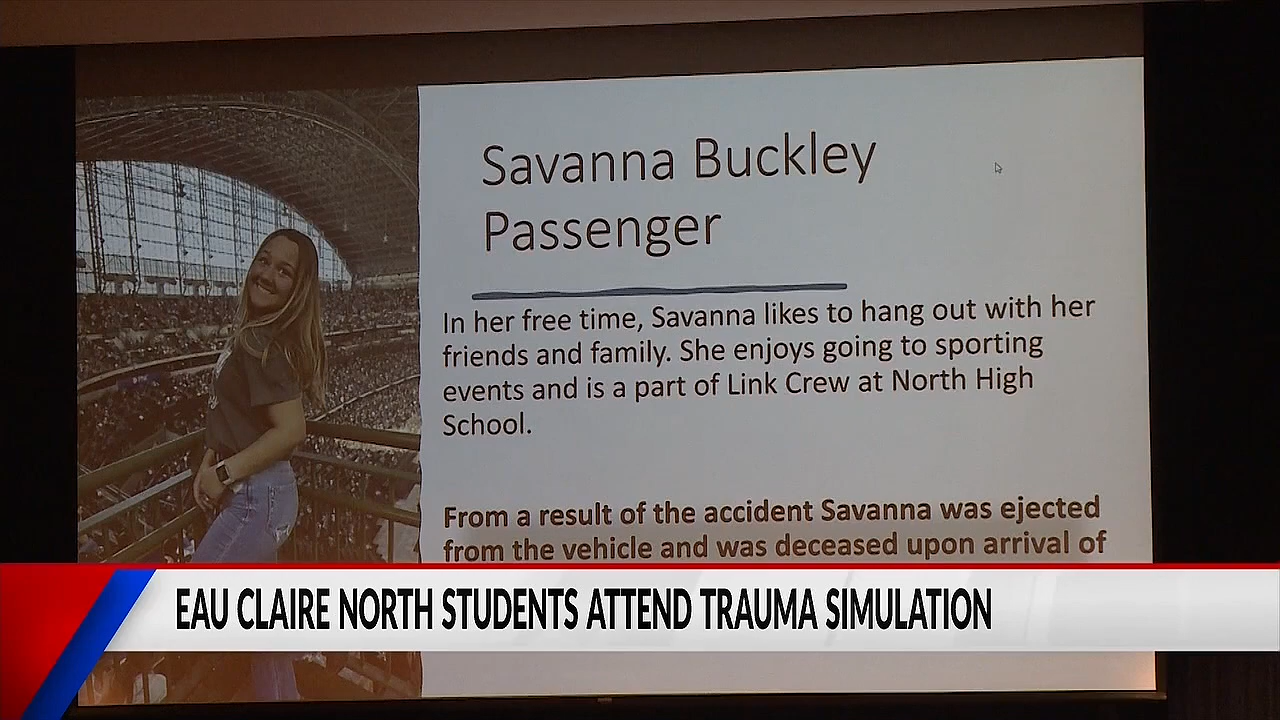 Savanna Buckley
Passenger
In her free time, Savanna likes to hang out with her
friends and family. She enjoys going to sporting
events and is a part of Link Crew at North High
School.
From a result of the accident Savanna was ejected
from the vehicle and was deceased upon arrival of
EAU CLAIRE NORTH STUDENTS ATTEND TRAUMA SIMULATION